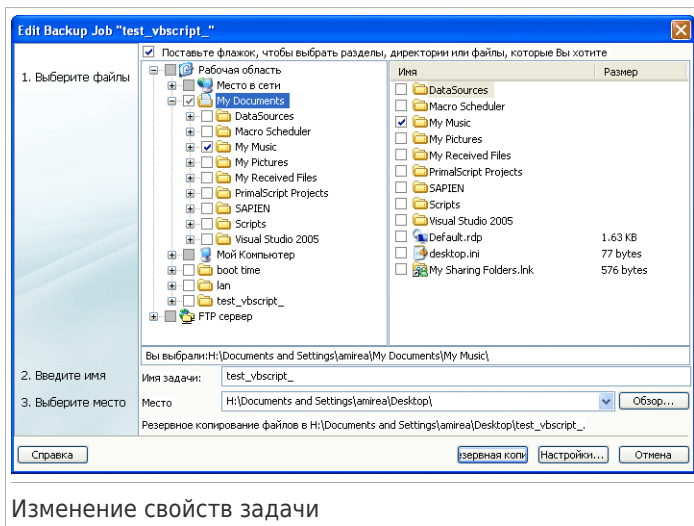 Edit Backup Job "test_vbscript_"
Поставьте флажок, чтобы выбрать разделы, директории или файлы, которые Вы хотите
1. Выберите файлы
Рабочая область
Место в сети
My Documents
DataSources
Macro Scheduler
My Music
My Pictures
My Received Files
PrimalScript Projects
SAPIEN
Scripts
Visual Studio 2005
Мой Компьютер
boot time
lan
test_vbscript_
FTP сервер
Имя Размер
DataSources
Macro Scheduler
My Music
My Pictures
My Received Files
PrimalScript Projects
SAPIEN
Scripts
Visual Studio 2005
Default.rdp 1.63 KB
desktop.ini 77 bytes
My Sharing Folders.lnk 576 bytes
Вы выбрали:H:\Documents and Settings\amirea\My Documents\My Music\
2. Введите имя
Имя задачи: test_vbscript_
3. Выберите место
Место H:\Documents and Settings\amirea\Desktop\ Обзор...
Резервное копирование файлов в H:\Documents and Settings\amirea\Desktop\test_vbscript_.
Справка езервная копи Настройки... Отмена
Изменение свойств задачи